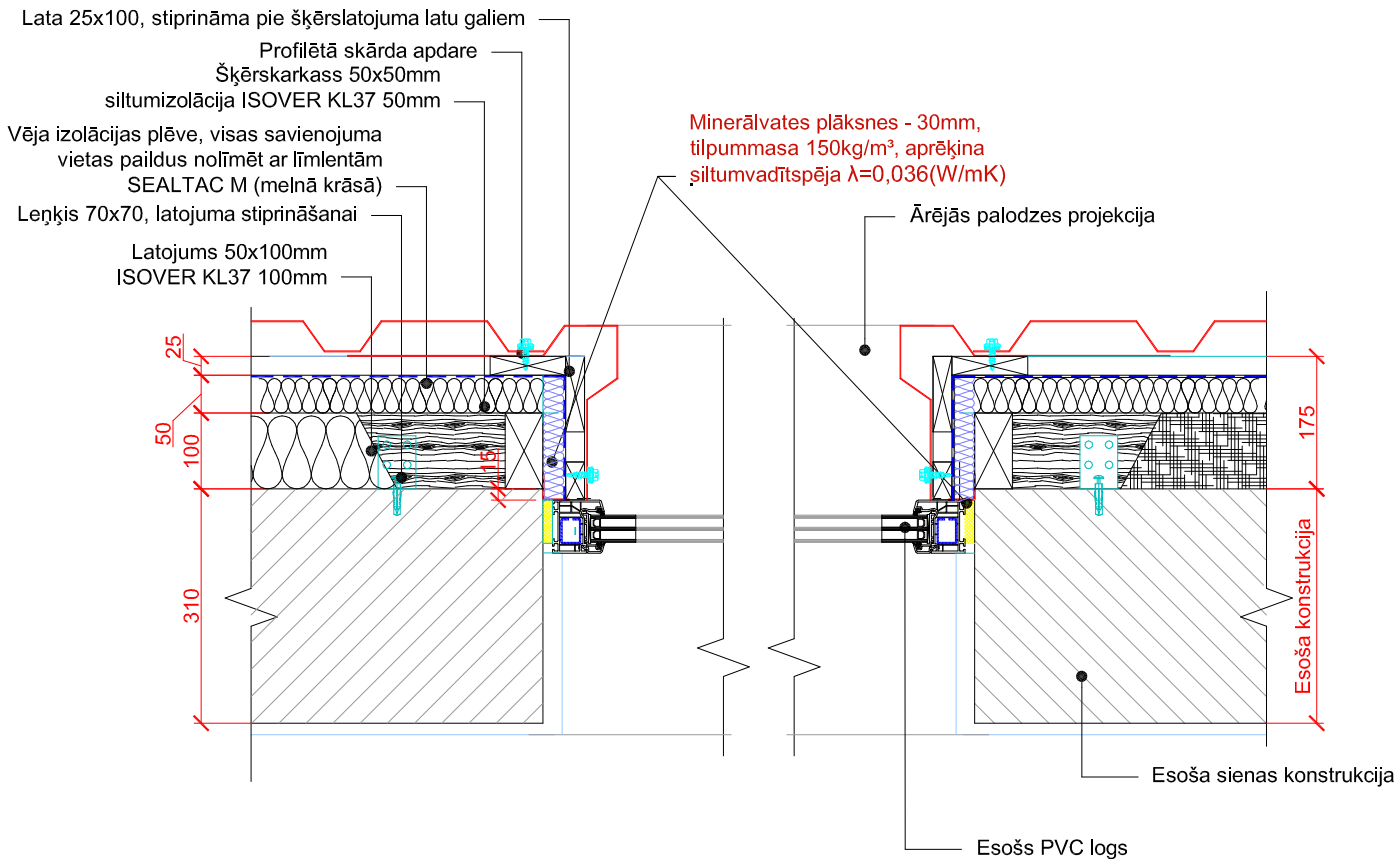 Lata 25x100, stiprināma pie šķērslatojuma latu galiem
Profilētā skārda apdare
Šķērskarkass 50x50mm
siltumizolācija ISOVER KL37 50mm
Vēja izolācijas plēve, visas savienojuma
vietas paildus nolīmēt ar līmlentām
SEALTAC M (melnā krāsā)
Leņķis 70x70, latojuma stiprināšanai
Latojums 50x100mm
ISOVER KL37 100mm
Minerālvates plāksnes - 30mm,
tilpummasa 150kg/m³, aprēķina
siltumvadītspēja λ=0,036(W/mK)
Ārējās palodzes projekcija
25
50
100
15
310
175
Esoša konstrukcija
Esoša sienas konstrukcija
Esošs PVC logs